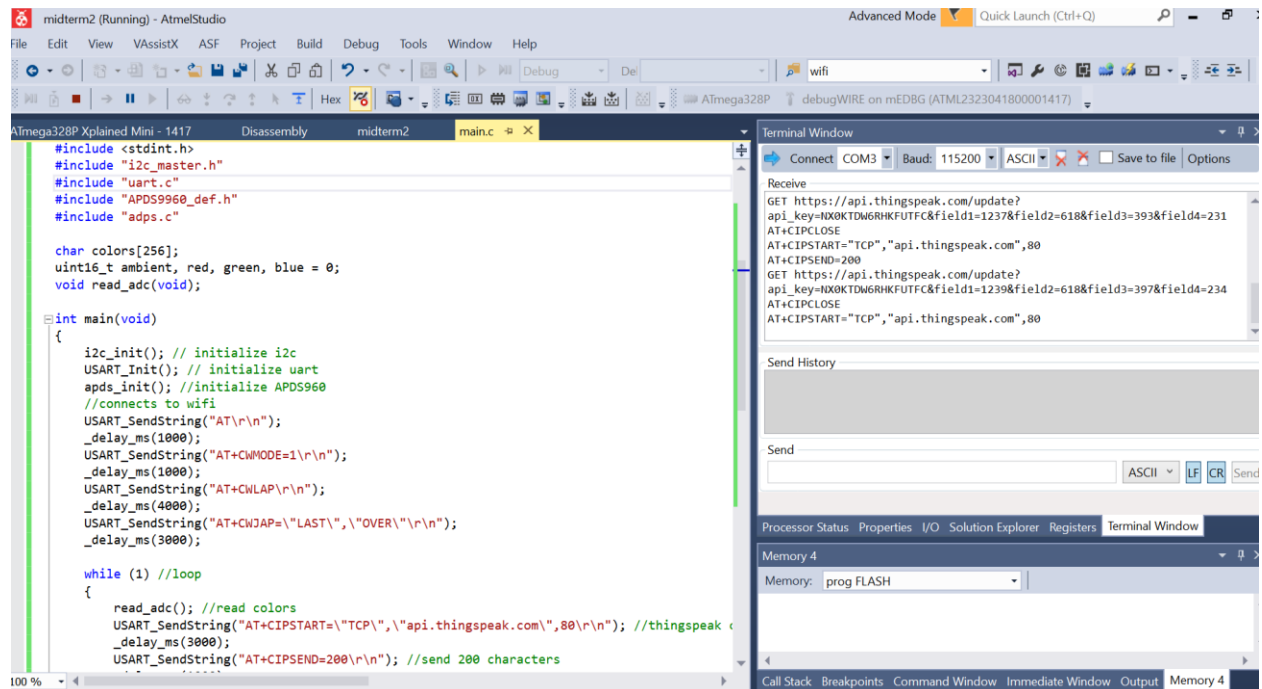 midterm2 (Running) - AtmelStudio
Advanced Mode
Quick Launch (Ctrl+Q)
File Edit View VAssistX ASF Project Build Debug Tools Window Help
Debug
wifi
Hex
ATmega328P
debugWIRE on mEDBG (ATML2323041800001417)
ATmega328P Xplained Mini - 1417 Disassembly midterm2 main.c
#include <stdint.h>
#include "i2c_master.h"
#include "uart.c"
#include "APDS9960_def.h"
#include "adps.c"
char colors[256];
uint16_t ambient, red, green, blue = 0;
void read_adc(void);
int main(void)
{
i2c_init(); // initialize i2c
USART_Init(); // initialize uart
apds_init(); //initialize APDS960
//connects to wifi
USART_SendString("AT\r\n");
_delay_ms(1000);
USART_SendString("AT+CWMODE=1\r\n");
_delay_ms(1000);
USART_SendString("AT+CWLAP\r\n");
_delay_ms(4000);
USART_SendString("AT+CWJAP=\"LAST\",\"OVER\"\r\n");
_delay_ms(3000);
while (1) //loop
{
read_adc(); //read colors
USART_SendString("AT+CIPSTART=\"TCP\",\"api.thingspeak.com\",80\r\n"); //thingspeak
_delay_ms(3000);
USART_SendString("AT+CIPSEND=200\r\n"); //send 200 characters
100 %
Terminal Window
Connect COM3 Baud: 115200 ASCII Save to file Options
Receive
GET https://api.thingspeak.com/update?
api_key=NX0KTDW6RHKFUTFC&field1=1237&field2=618&field3=393&field4=231
AT+CIPCLOSE
AT+CIPSTART="TCP","api.thingspeak.com",80
AT+CIPSEND=200
GET https://api.thingspeak.com/update?
api_key=NX0KTDW6RHKFUTFC&field1=1239&field2=618&field3=397&field4=234
AT+CIPCLOSE
AT+CIPSTART="TCP","api.thingspeak.com",80
Send History
Send
ASCII LF CR Send
Processor Status Properties I/O Solution Explorer Registers Terminal Window
Memory 4
Memory: prog FLASH
Call Stack Breakpoints Command Window Immediate Window Output Memory 4